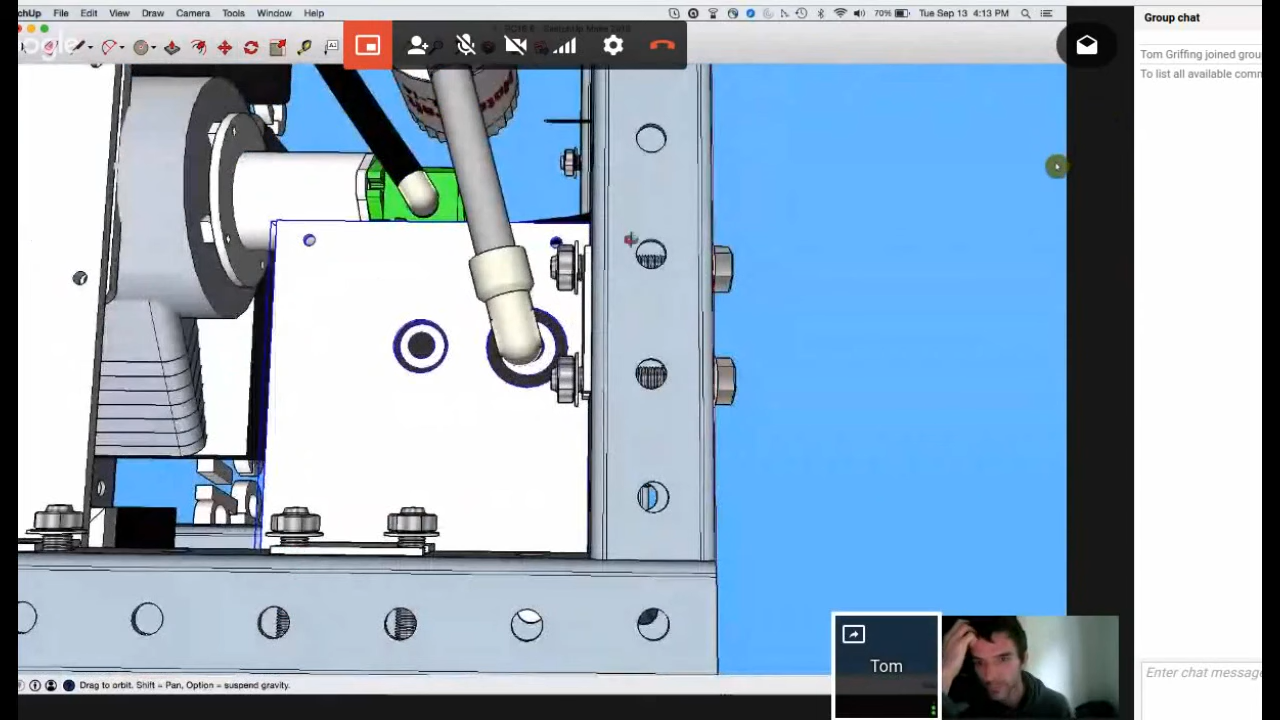 chUp File Edit View Draw Camera Tools Window Help
70% Tue Sep 13 4:13 PM
Group chat
Tom Griffing joined grou
To list all available comm
Tom
Enter chat message
Drag to orbit. Shift = Pan, Option = suspend gravity.